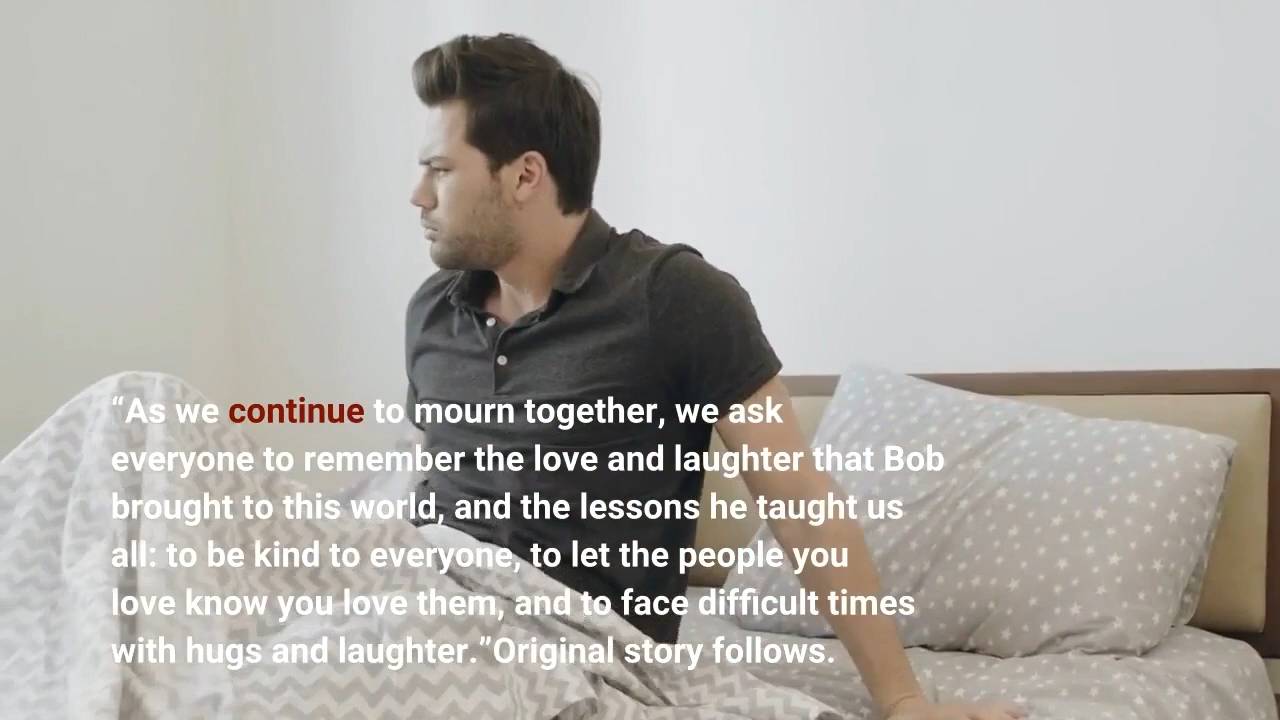 “As we continue to mourn together, we ask
everyone to remember the love and laughter that Bob
brought to this world, and the lessons he taught us
all: to be kind to everyone, to let the people you
love know you love them, and to face difficult times
with hugs and laughter.”Original story follows.